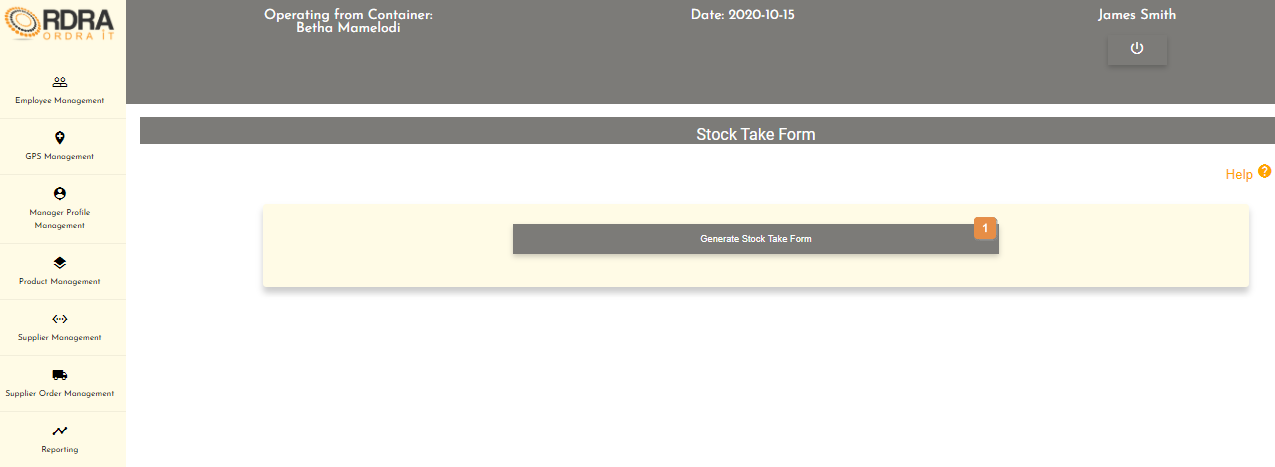 RDRA
ORDRA IT
Operating from Container:
Betha Mamelodi
Date: 2020-10-15
James Smith
Employee Management
GPS Management
Manager Profile
Management
Product Management
Supplier Management
Supplier Order Management
Reporting
Stock Take Form
Help ?
1
Generate Stock Take Form